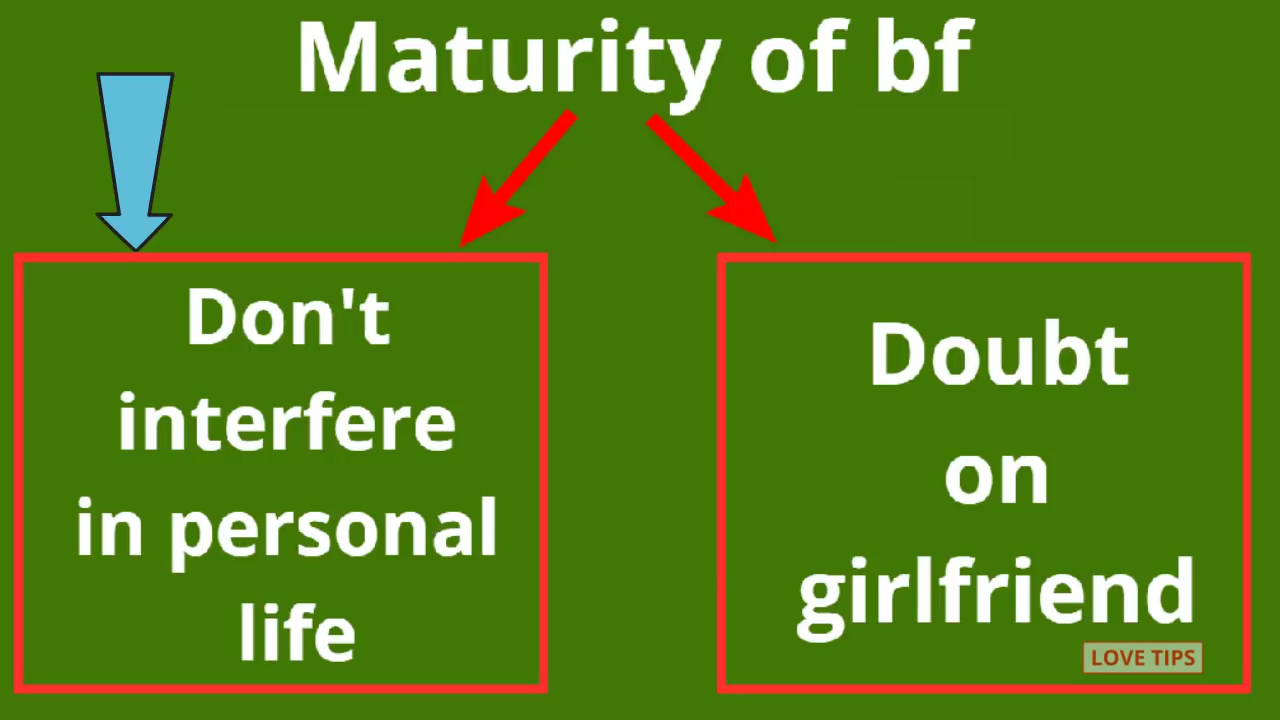 Maturity of bf
Don't
interfere
in personal
life
Doubt
on
girlfriend
LOVE TIPS